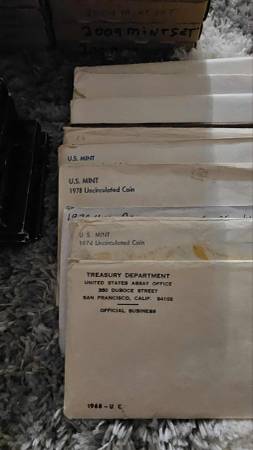 2009 MINT SET
U.S. MINT
U.S. MINT
1978 Uncirculated Coin
U.S. MINT
1974 Uncirculated Coin
TREASURY DEPARTMENT
UNITED STATES ASSAY OFFICE
350 DUBOCE STREET
SAN FRANCISCO, CALIF. 94102
OFFICIAL BUSINESS
1968 - U C